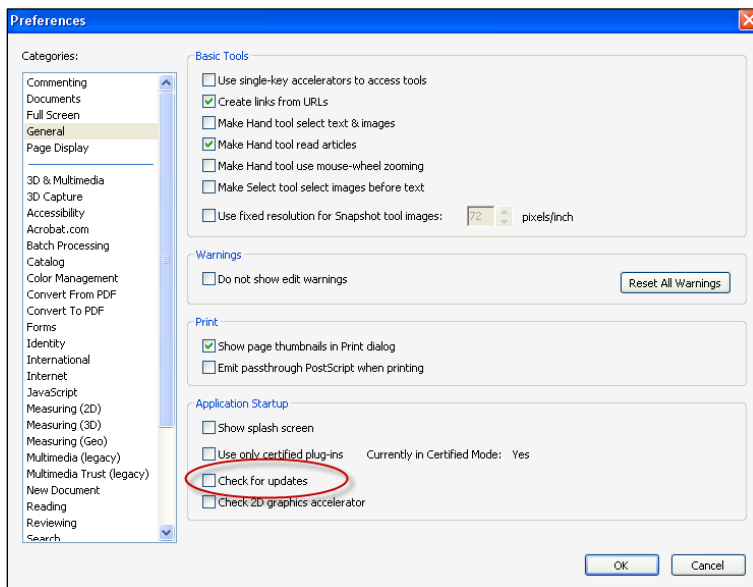 Preferences
Categories:
Commenting
Documents
Full Screen
General
Page Display
3D & Multimedia
3D Capture
Accessibility
Acrobat.com
Batch Processing
Catalog
Color Management
Convert From PDF
Convert To PDF
Forms
Identity
International
Internet
JavaScript
Measuring (2D)
Measuring (3D)
Measuring (Geo)
Multimedia (legacy)
Multimedia Trust (legacy)
New Document
Reading
Reviewing
Search
Basic Tools
Use single-key accelerators to access tools
Create links from URLs
Make Hand tool select text & images
Make Hand tool read articles
Make Hand tool use mouse-wheel zooming
Make Select tool select images before text
Use fixed resolution for Snapshot tool images: 72 pixels/inch
Warnings
Do not show edit warnings
Reset All Warnings
Print
Show page thumbnails in Print dialog
Emit passthrough PostScript when printing
Application Startup
Show splash screen
Use only certified plug-ins Currently in Certified Mode: Yes
Check for updates
Check 2D graphics accelerator
OK Cancel